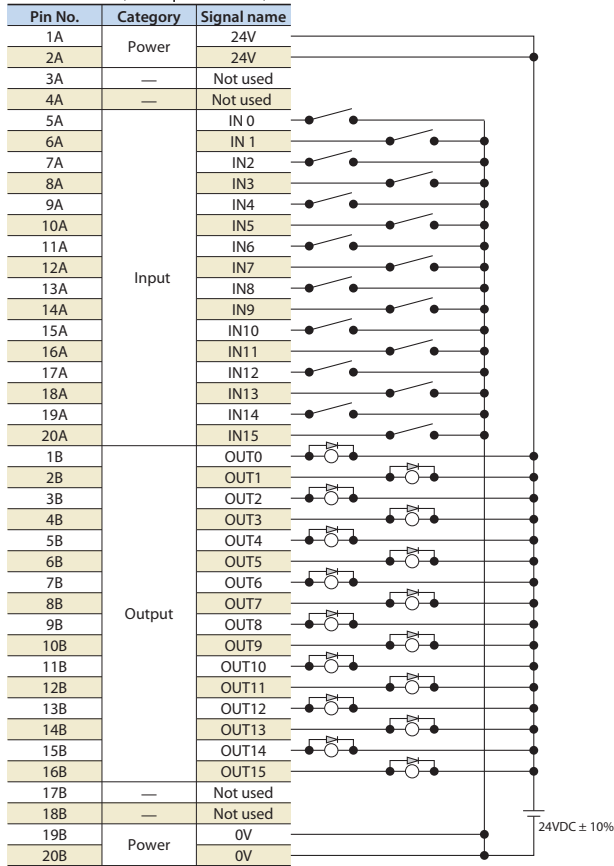 Pin No. Category Signal name
1A Power 24V
2A 24V
3A — Not used
4A — Not used
5A Input IN 0
6A IN 1
7A IN2
8A IN3
9A IN4
10A IN5
11A IN6
12A IN7
13A IN8
14A IN9
15A IN10
16A IN11
17A IN12
18A IN13
19A IN14
20A IN15
1B Output OUT0
2B OUT1
3B OUT2
4B OUT3
5B OUT4
6B OUT5
7B OUT6
8B OUT7
9B OUT8
10B OUT9
11B OUT10
12B OUT11
13B OUT12
14B OUT13
15B OUT14
16B OUT15
17B — Not used
18B — Not used
19B Power 0V
20B 0V
24VDC ± 10%